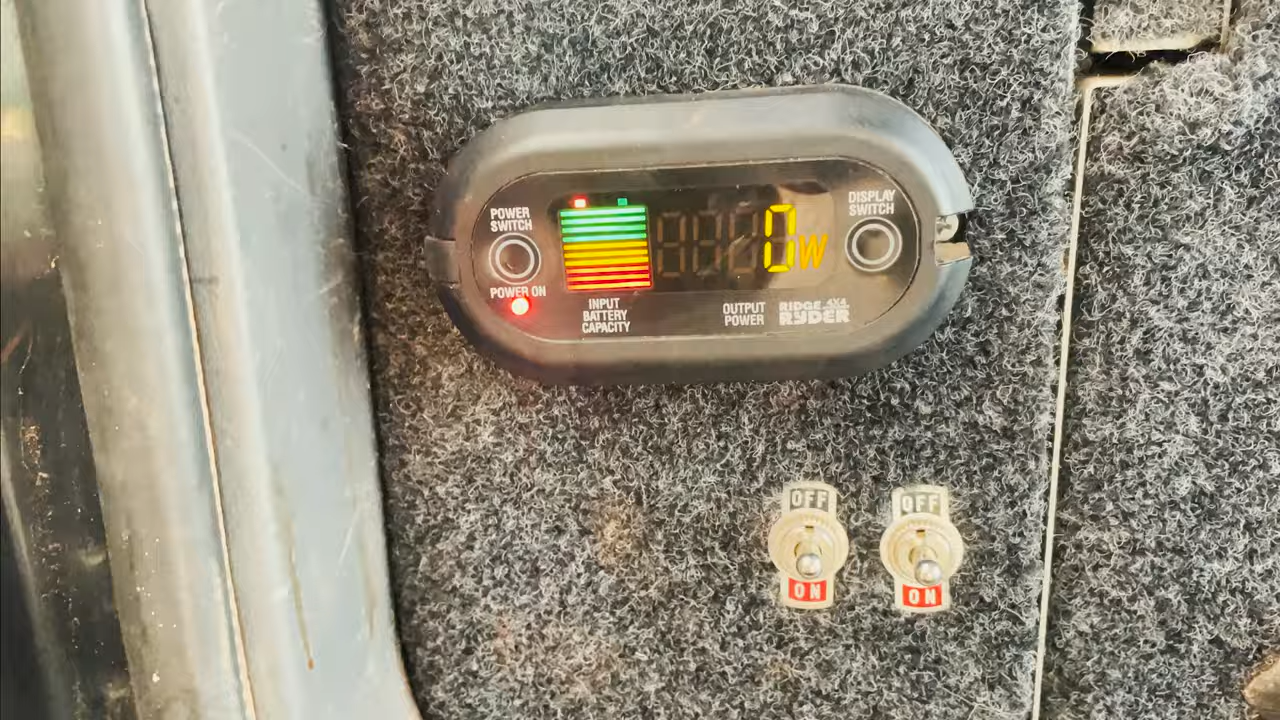 POWER
SWITCH
POWER ON
INPUT
BATTERY
CAPACITY
0W
OUTPUT
POWER
RIDGE 4X4
RYDER
DISPLAY
SWITCH
OFF
ON
OFF
ON